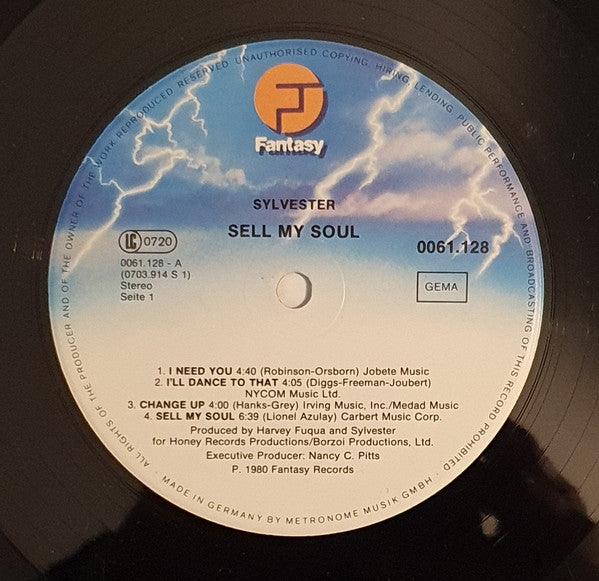 ALL RIGHTS OF THE PRODUCER AND OF THE OWNER OF THE WORK REPRODUCED RESERVED UNAUTHORISED COPYING, HIRING, LENDING, PUBLIC PERFORMANCE AND BROADCASTING OF THIS RECORD PROHIBITED
Fantasy
SYLVESTER
SELL MY SOUL
LC 0720
0061.128
0061.128 - A
(0703.914 S 1)
Stereo
Seite 1
GEMA
1. I NEED YOU 4:40 (Robinson-Orsborn) Jobete Music
2. I'LL DANCE TO THAT 4:05 (Diggs-Freeman-Joubert)
NYCOM Music Ltd.
3. CHANGE UP 4:00 (Hanks-Grey) Irving Music, Inc./Medad Music
4. SELL MY SOUL 6:39 (Lionel Azulay) Carbert Music Corp.
Produced by Harvey Fuqua and Sylvester
for Honey Records Productions/Borzoi Productions, Ltd.
Executive Producer: Nancy C. Pitts
P. 1980 Fantasy Records
· MADE IN GERMANY BY METRONOME MUSIK GMBH ·